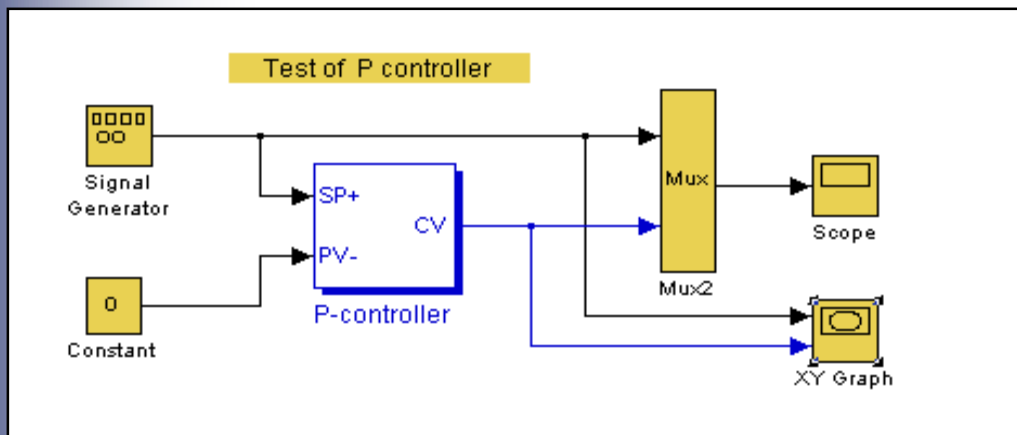 Test of P controller
Signal
Generator
SP+
PV-
CV
P-controller
0
Constant
Mux
Mux2
Scope
XY Graph